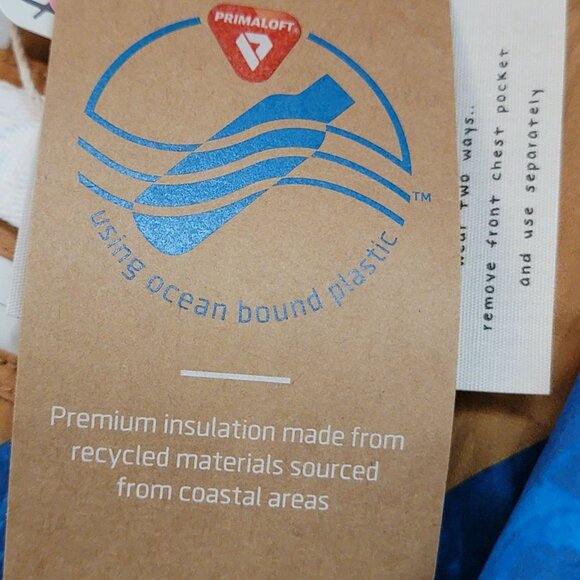 PRIMALOFT®
TM
using ocean bound plastic
Premium insulation made from
recycled materials sourced
from coastal areas
wear two ways..
remove front chest pocket
and use separately